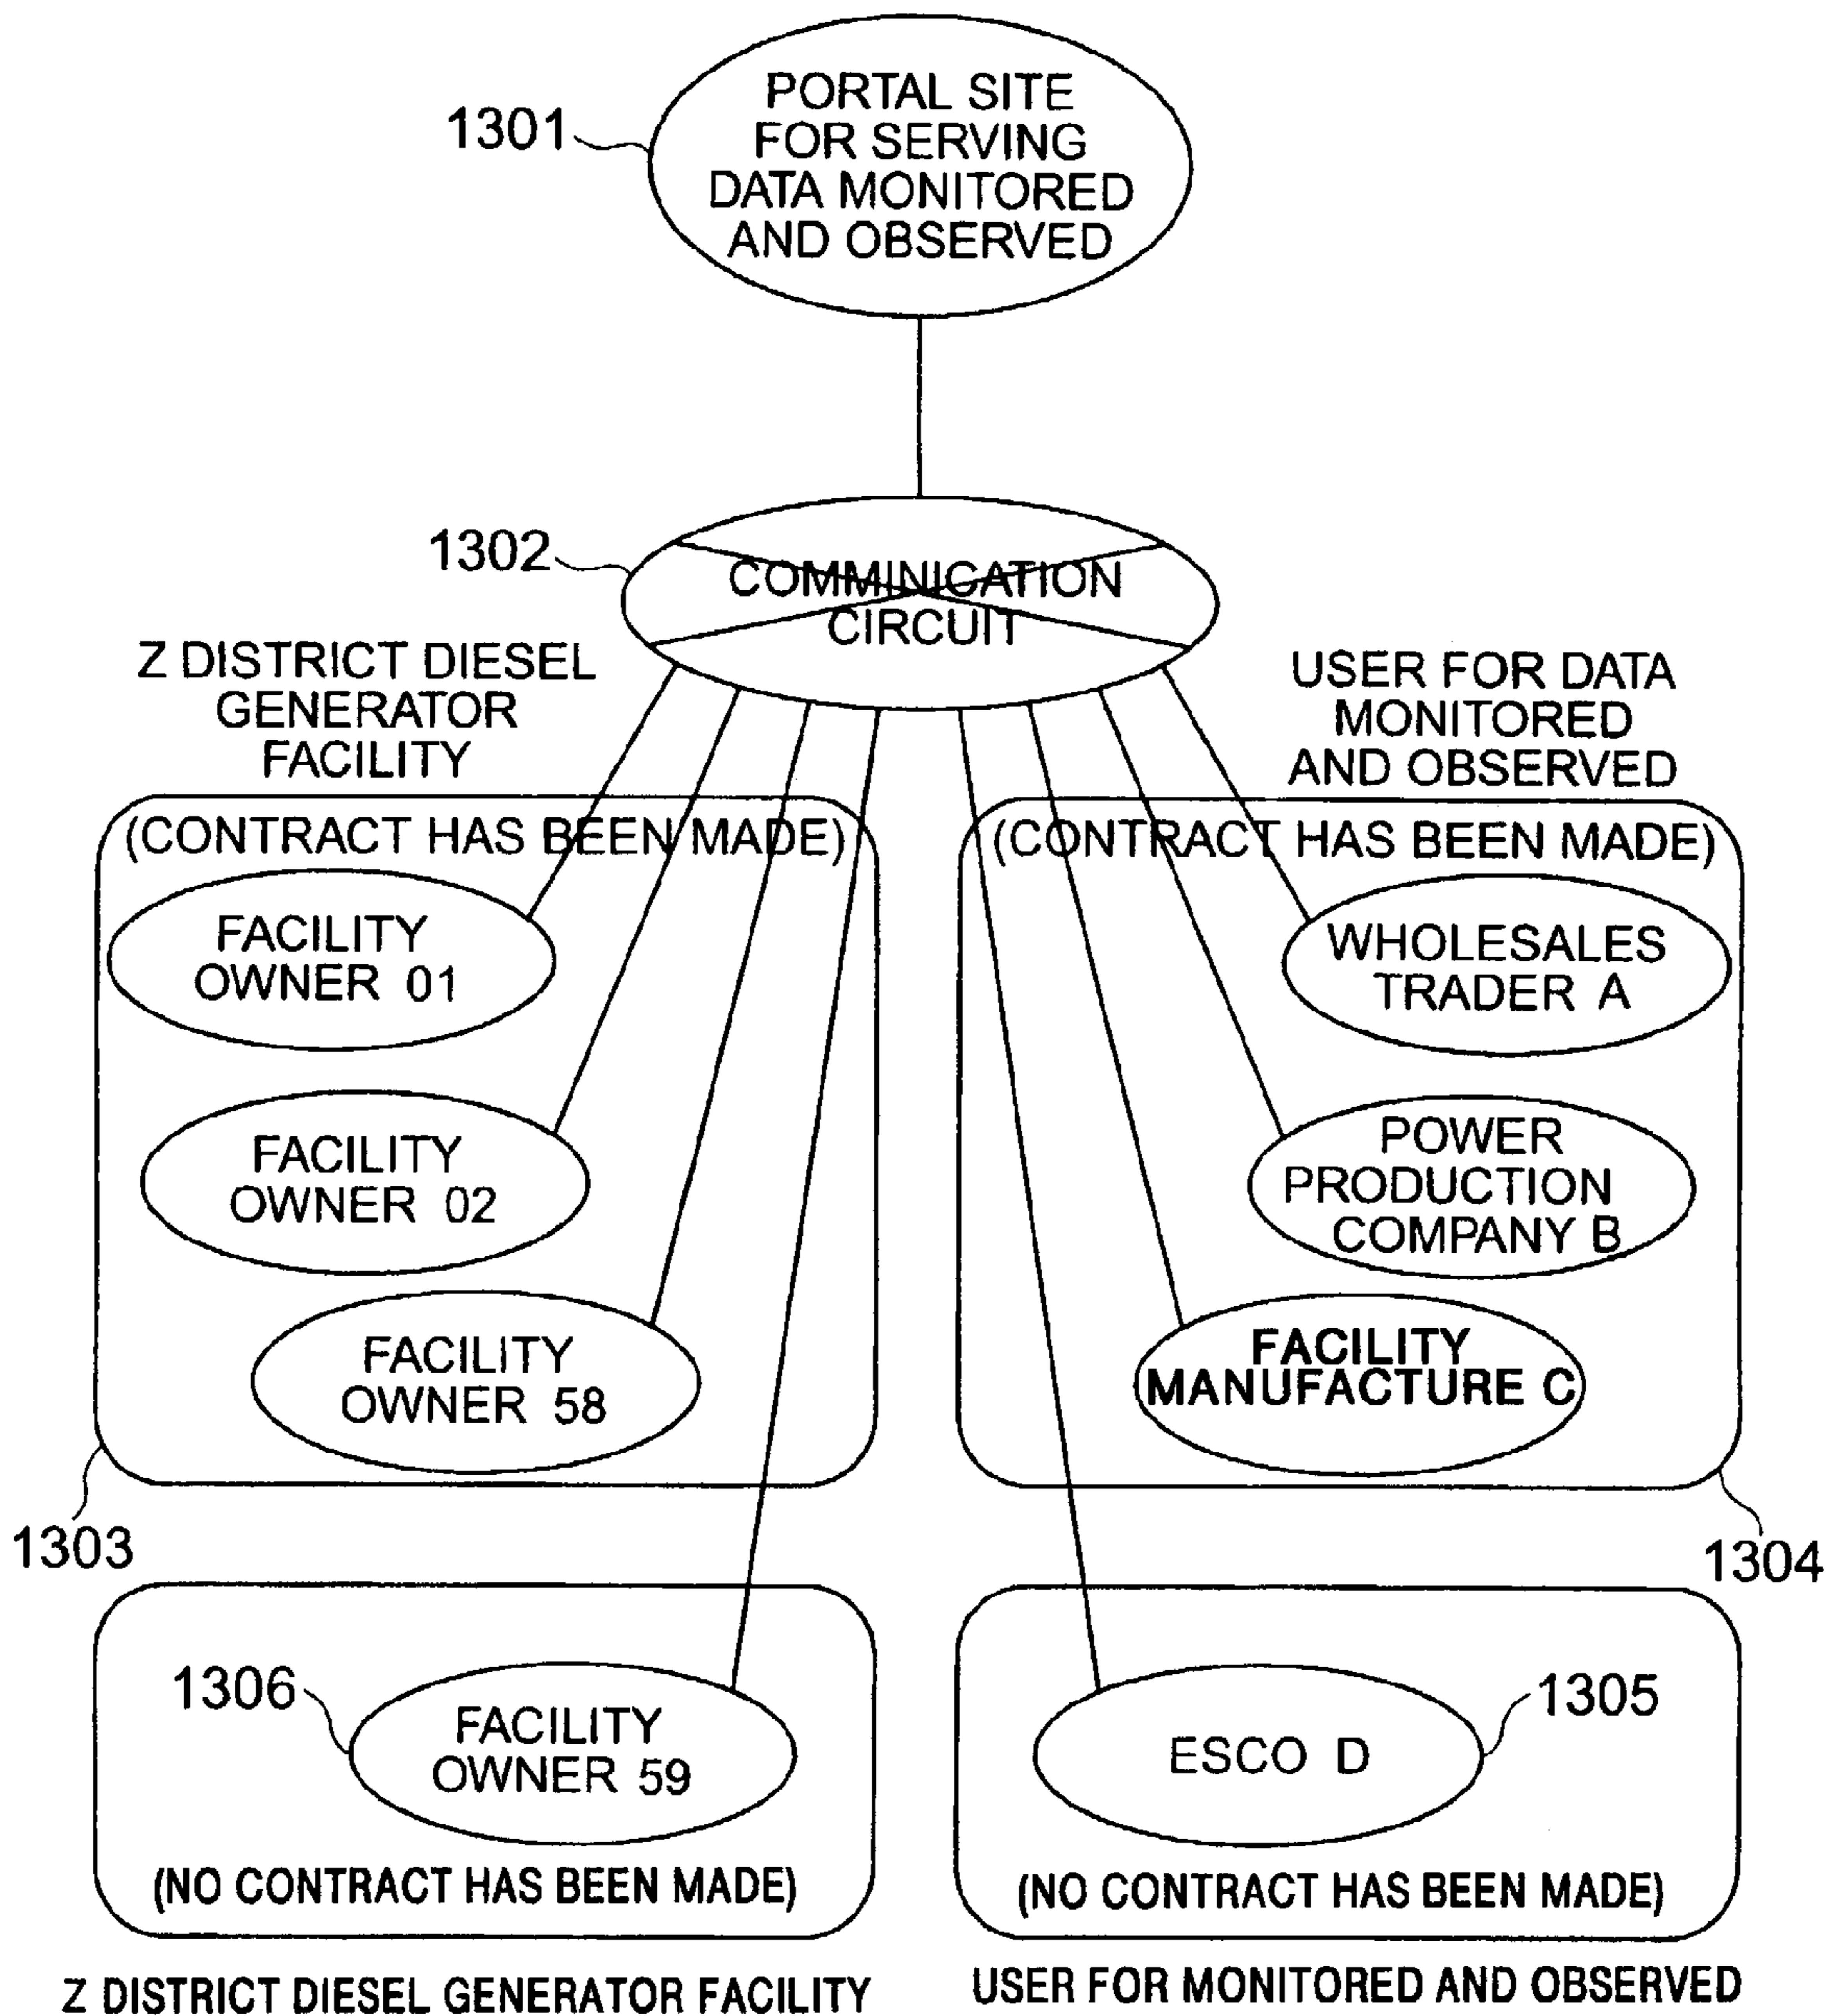 PORTAL SITE
FOR SERVING
DATA MONITORED
AND OBSERVED
1301
1302
COMMINICATION
CIRCUIT
Z DISTRICT DIESEL
GENERATOR
FACILITY
USER FOR DATA
MONITORED
AND OBSERVED
(CONTRACT HAS BEEN MADE)
FACILITY
OWNER 01
FACILITY
OWNER 02
FACILITY
OWNER 58
1303
(CONTRACT HAS BEEN MADE)
WHOLESALES
TRADER A
POWER
PRODUCTION
COMPANY B
FACILITY
MANUFACTURE C
1304
1306
FACILITY
OWNER 59
(NO CONTRACT HAS BEEN MADE)
Z DISTRICT DIESEL GENERATOR FACILITY
1305
ESCO D
(NO CONTRACT HAS BEEN MADE)
USER FOR MONITORED AND OBSERVED